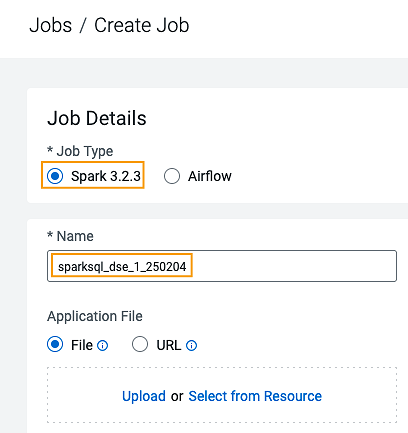 Jobs / Create Job
Job Details
* Job Type
Spark 3.2.3 Airflow
* Name
sparksql_dse_1_250204
Application File
File URL
Upload or Select from Resource